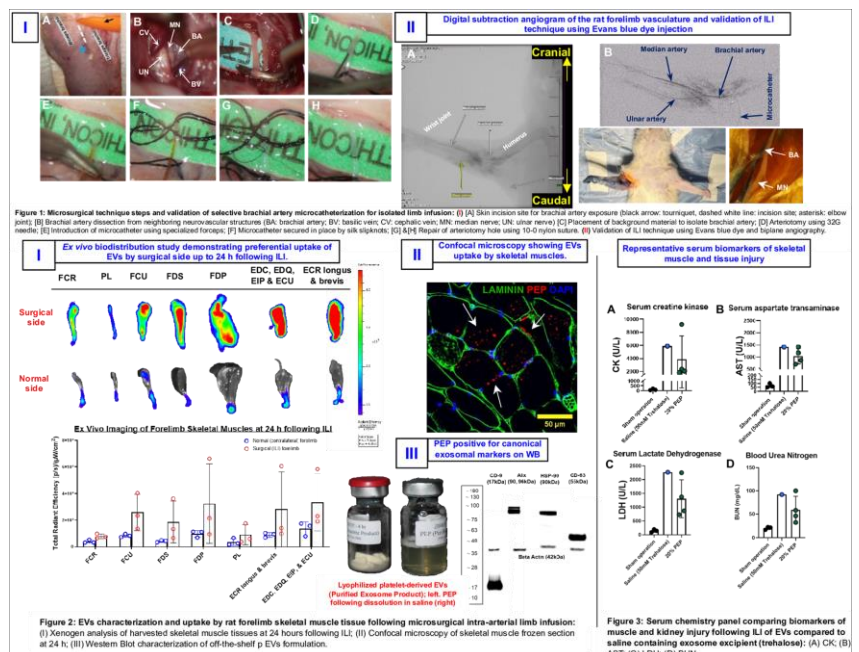 I
A
B
MN
CV
BA
UN
BV
C
D
E
F
G
H
II
Digital subtraction angiogram of the rat forelimb vasculature and validation of ILI
technique using Evans blue dye injection
A
Cranial
Wrist joint
Humerus
Caudal
B
Median artery
Brachial artery
Ulnar artery
Microcatheter
BA
MN
Figure 1: Microsurgical technique steps and validation of selective brachial artery microcatheterization for isolated limb infusion: (I) [A] Skin incision site for brachial artery exposure (black arrow: tourniquet, dashed white line: incision site; asterisk: elbow
joint); [B] Brachial artery dissection from neighboring neurovascular structures (BA: brachial artery; BV: basilic vein; CV: cephalic vein; MN: median nerve; UN: ulnar nerve) [C] Placement of background material to isolate brachial artery; [D] Arteriotomy using 32G
needle; [E] Introduction of microcatheter using specialized forceps; [F] Microcatheter secured in place by silk slipknots; [G] &[H] Repair of arteriotomy hole using 10-0 nylon suture. (II) Validation of ILI technique using Evans blue dye and biplane angiography.
I
Ex vivo biodistribution study demonstrating preferential uptake of
EVs by surgical side up to 24 h following ILI.
FCR
PL
FCU
FDS
FDP
EDC, EDQ,
EIP & ECU
ECR longus
& brevis
Surgical
side
Normal
side
Ex Vivo Imaging of Forelimb Skeletal Muscles at 24 h following ILI
Total Radiant Efficiency (p/s)/(µW/cm²)
Normal contralateral forelimb
Surgical (ILI) forelimb
FCR
FCU
FDS
FDP
PL
ECR longus & brevis
EDC, EDQ, EIP, & ECU
II
Confocal microscopy showing EVs
uptake by skeletal muscles.
LAMININ PEP DAPI
50 µm
III
PEP positive for canonical
exosomal markers on WB
Lyophilized platelet-derived EVs
(Purified Exosome Product); left, PEP
following dissolution in saline (right)
Beta Actin (42kDa)
Figure 2: EVs characterization and uptake by rat forelimb skeletal muscle tissue following microsurgical intra-arterial limb infusion:
(I) Xenogen analysis of harvested skeletal muscle tissues at 24 hours following ILI; (II) Confocal microscopy of skeletal muscle frozen section
at 24 h; (III) Western Blot characterization of off-the-shelf p EVs formulation.
Representative serum biomarkers of skeletal
muscle and tissue injury
A
Serum creatine kinase
CK (U/L)
Sham operation
Saline (50mM Trehalose)
20% PEP
B
Serum aspartate transaminase
AST (U/L)
Sham operation
Saline (50mM Trehalose)
20% PEP
C
Serum Lactate Dehydrogenase
LDH (U/L)
Sham operation
Saline (50mM Trehalose)
20% PEP
D
Blood Urea Nitrogen
BUN (mg/dL)
Sham operation
Saline (50mM Trehalose)
20% PEP
Figure 3: Serum chemistry panel comparing biomarkers
of muscle and kidney injury following ILI of EVs compared to
saline containing exosome excipient (trehalose): (A) CK; (B)